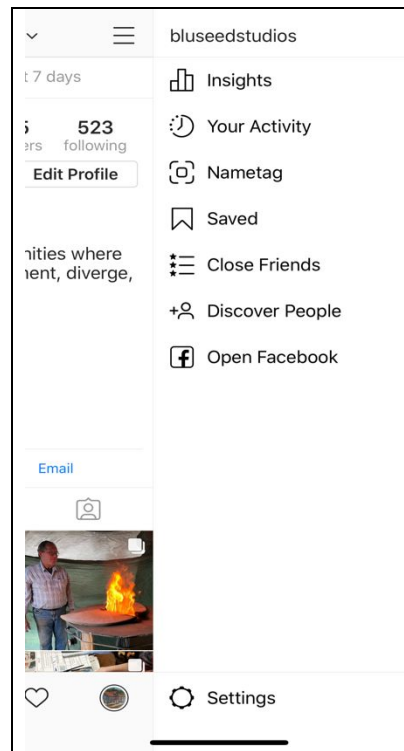 bluseedstudios
t 7 days
Insights
523
ers following
Your Activity
Edit Profile
Nametag
Saved
nities where
nent, diverge,
Close Friends
Discover People
Open Facebook
Email
Settings